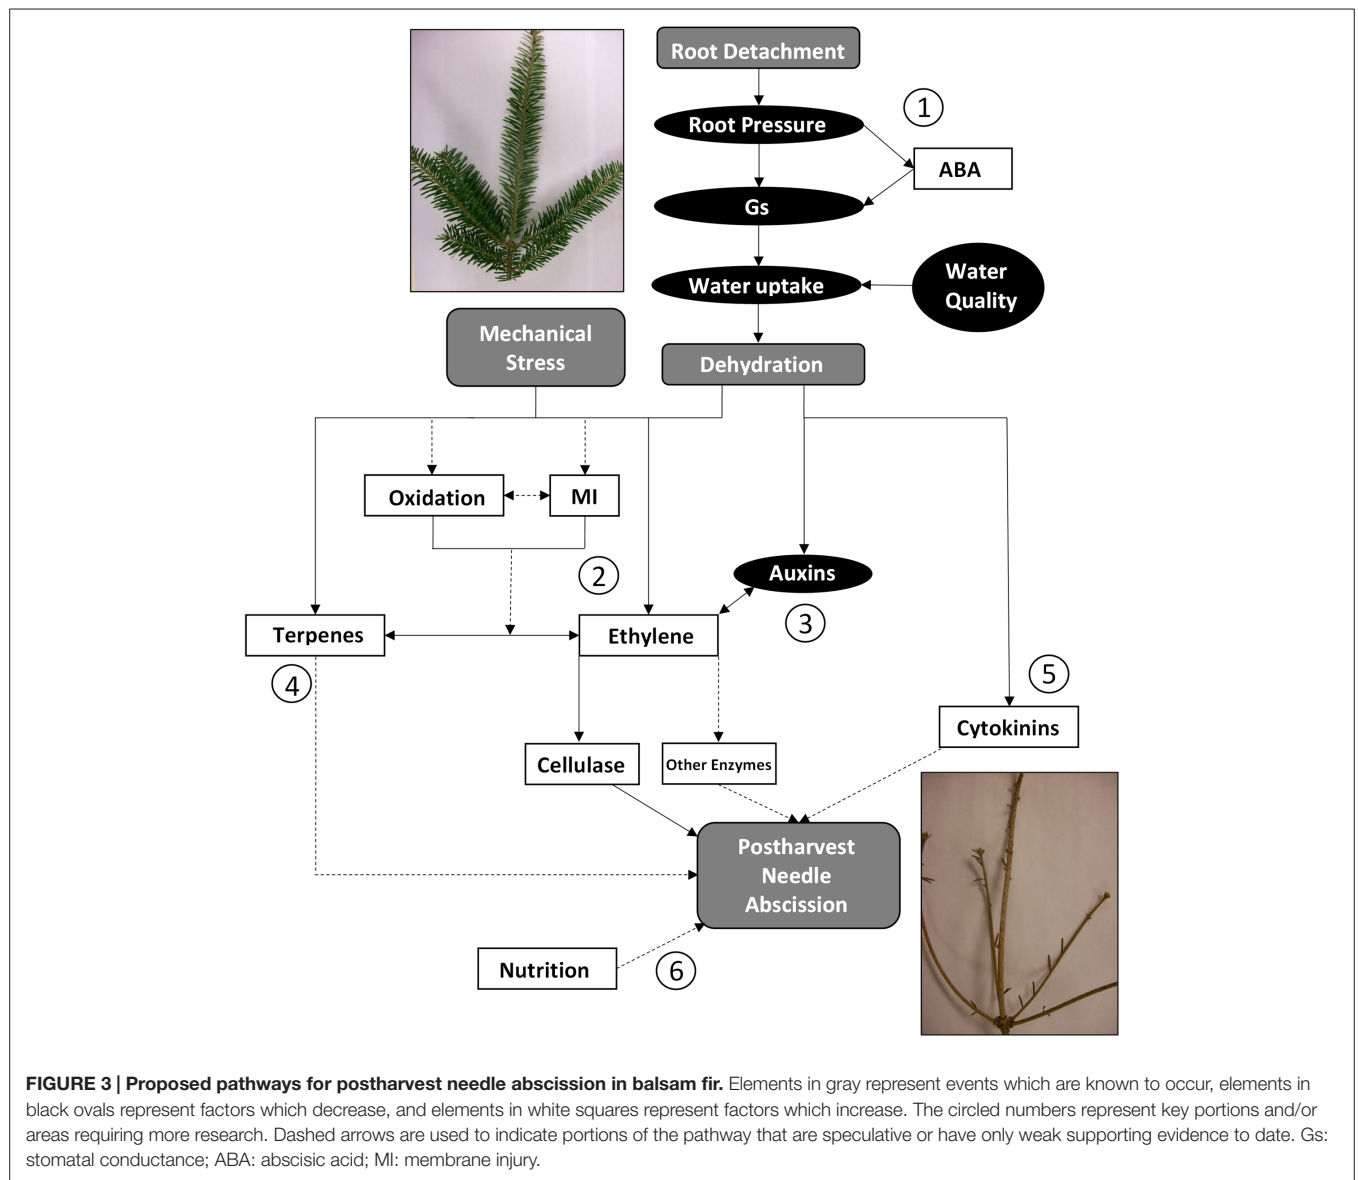 Root Detachment
Root Pressure
1
ABA
Gs
Water uptake
Water
Quality
Mechanical
Stress
Dehydration
Oxidation
MI
2
Auxins
3
Terpenes
Ethylene
4
5
Cytokinins
Cellulase
Other Enzymes
Postharvest
Needle
Abscission
Nutrition
6
FIGURE 3 | Proposed pathways for postharvest needle abscission in balsam fir. Elements in gray represent events which are known to occur, elements in
black ovals represent factors which decrease, and elements in white squares represent factors which increase. The circled numbers represent key portions and/or
areas requiring more research. Dashed arrows are used to indicate portions of the pathway that are speculative or have only weak supporting evidence to date. Gs:
stomatal conductance; ABA: abscisic acid; MI: membrane injury.